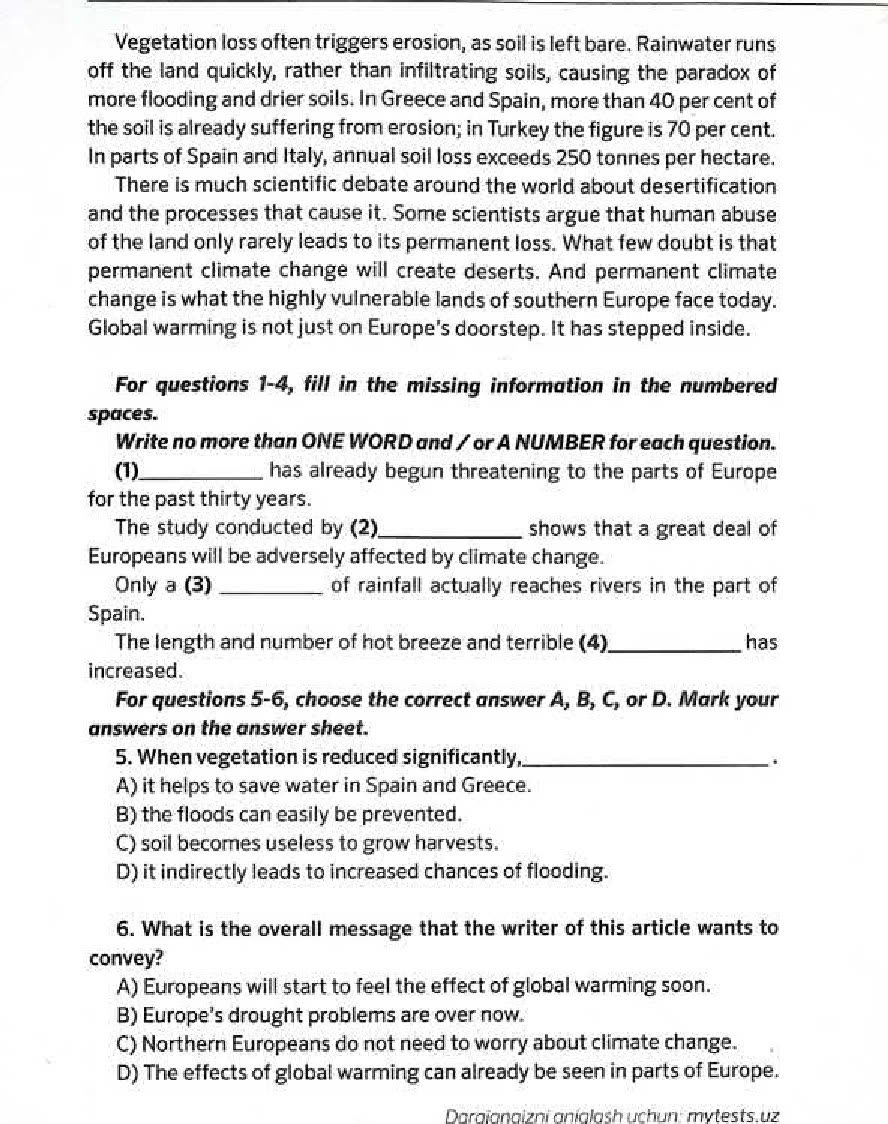 Vegetation loss often triggers erosion, as soil is left bare. Rainwater runs
off the land quickly, rather than infiltrating soils, causing the paradox of
more flooding and drier soils. In Greece and Spain, more than 40 per cent of
the soil is already suffering from erosion; in Turkey the figure is 70 per cent.
In parts of Spain and Italy, annual soil loss exceeds 250 tonnes per hectare.
There is much scientific debate around the world about desertification
and the processes that cause it. Some scientists argue that human abuse
of the land only rarely leads to its permanent loss. What few doubt is that
permanent climate change will create deserts. And permanent climate
change is what the highly vulnerable lands of southern Europe face today.
Global warming is not just on Europe's doorstep. It has stepped inside.
For questions 1-4, fill in the missing information in the numbered
spaces.
Write no more than ONE WORD and / or A NUMBER for each question.
(1)____________ has already begun threatening to the parts of Europe
for the past thirty years.
The study conducted by (2)______________ shows that a great deal of
Europeans will be adversely affected by climate change.
Only a (3) __________ of rainfall actually reaches rivers in the part of
Spain.
The length and number of hot breeze and terrible (4)_____________ has
increased.
For questions 5-6, choose the correct answer A, B, C, or D. Mark your
answers on the answer sheet.
5. When vegetation is reduced significantly,________________________.
A) it helps to save water in Spain and Greece.
B) the floods can easily be prevented.
C) soil becomes useless to grow harvests.
D) it indirectly leads to increased chances of flooding.
6. What is the overall message that the writer of this article wants to
convey?
A) Europeans will start to feel the effect of global warming soon.
B) Europe's drought problems are over now.
C) Northern Europeans do not need to worry about climate change.
D) The effects of global warming can already be seen in parts of Europe.
Darajangizni aniqlash uchun: mytests.uz